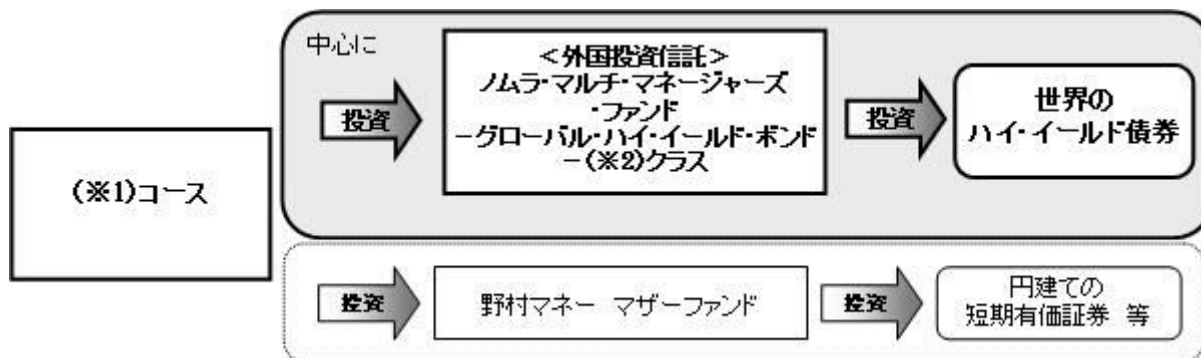 中心に
(※1)コース
投資
<外国投資信託>
ノムラ・マルチ・マネージャーズ
・ファンド
-グローバル・ハイ・イールド・ボンド
-(※2)クラス
投資
世界の
ハイ・イールド債券
投資
野村マネー マザーファンド
投資
円建ての
短期有価証券 等